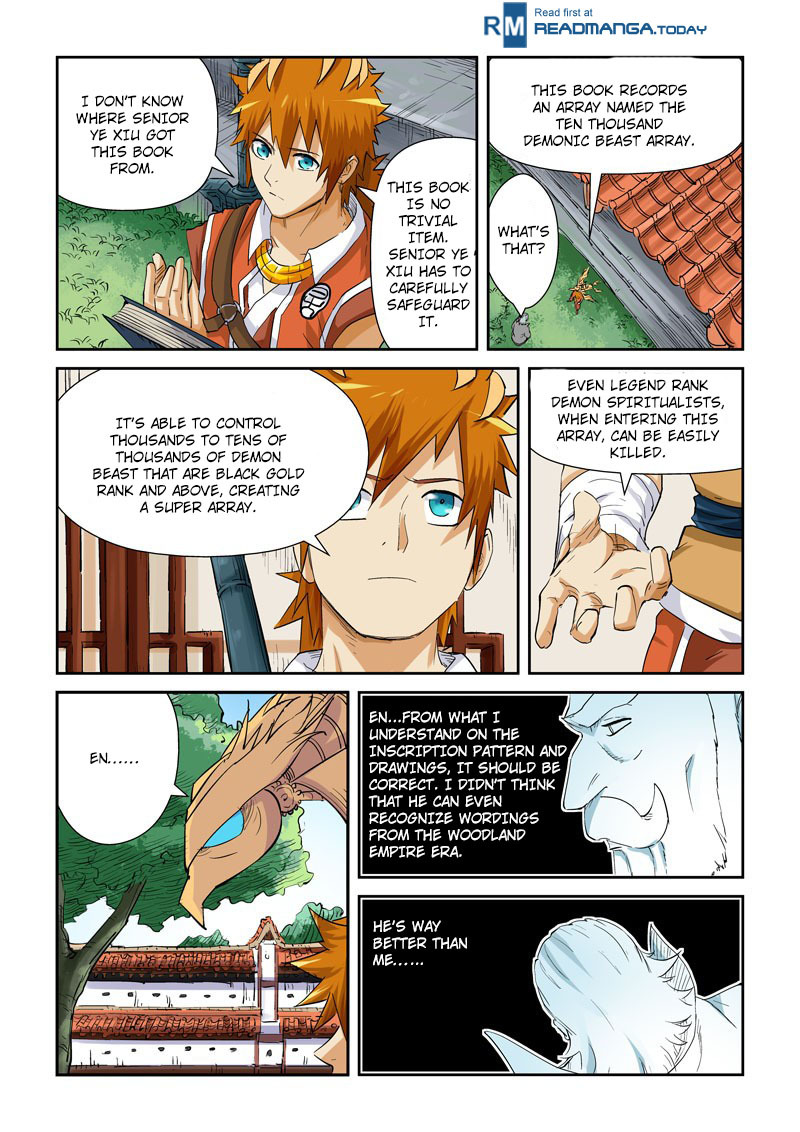 Read first at
RM READMANGA.TODAY
I DON'T KNOW
WHERE SENIOR
YE XIU GOT
THIS BOOK
FROM.
THIS BOOK
IS NO
TRIVIAL
ITEM.
SENIOR YE
XIU HAS TO
CAREFULLY
SAFEGUARD
IT.
THIS BOOK RECORDS
AN ARRAY NAMED THE
TEN THOUSAND
DEMONIC BEAST ARRAY.
WHAT'S
THAT?
IT'S ABLE TO CONTROL
THOUSANDS TO TENS OF
THOUSANDS OF DEMON
BEAST THAT ARE BLACK GOLD
RANK AND ABOVE, CREATING
A SUPER ARRAY.
EVEN LEGEND RANK
DEMON SPIRITUALISTS,
WHEN ENTERING THIS
ARRAY, CAN BE EASILY
KILLED.
EN......
EN...FROM WHAT I
UNDERSTAND ON THE
INSCRIPTION PATTERN AND
DRAWINGS, IT SHOULD BE
CORRECT. I DIDN'T THINK
THAT HE CAN EVEN
RECOGNIZE WORDINGS
FROM THE WOODLAND
EMPIRE ERA.
HE'S WAY
BETTER THAN
ME......